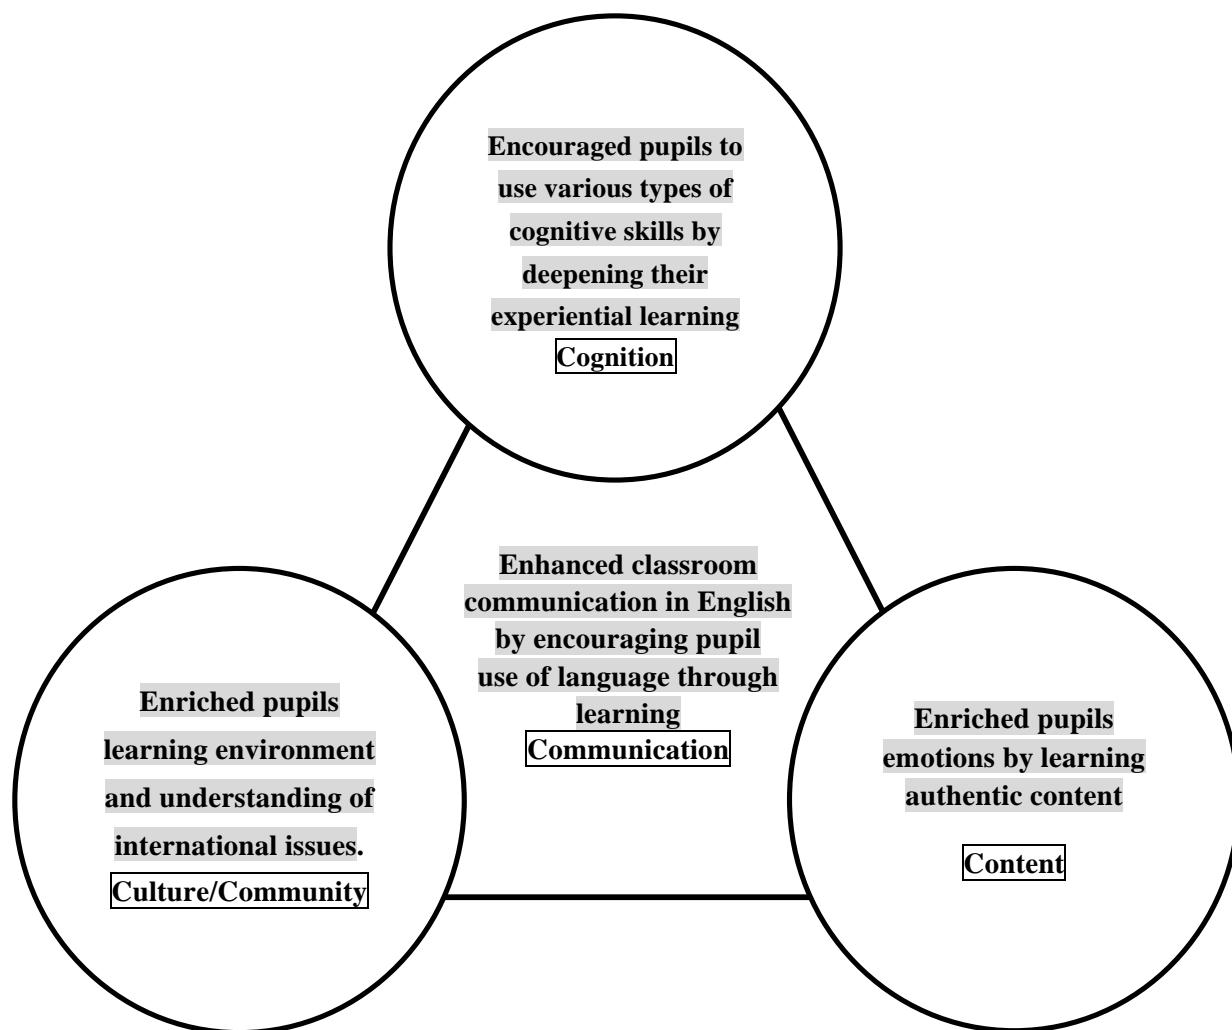 Encouraged pupils to
use various types of
cognitive skills by
deepening their
experiential learning
Cognition
Enhanced classroom
communication in English
by encouraging pupil
use of language through
learning
Communication
Enriched pupils
learning environment
and understanding of
international issues.
Culture/Community
Enriched pupils
emotions by learning
authentic content
Content